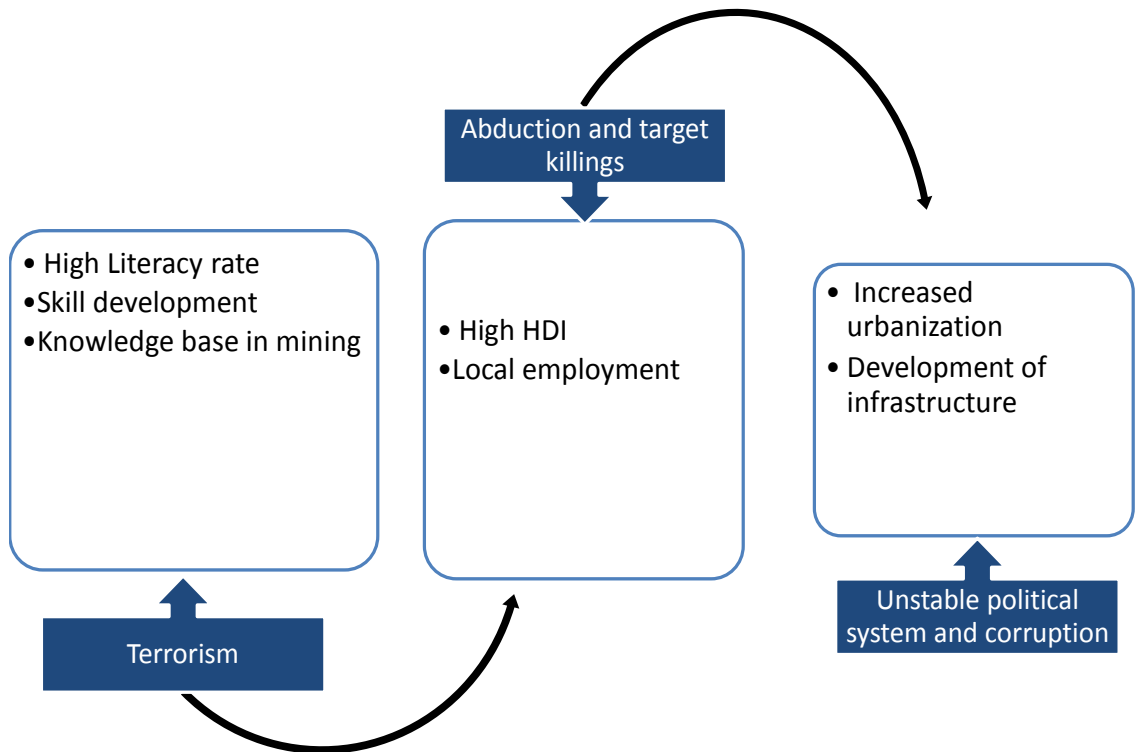 Abduction and target
killings
• High Literacy rate
•Skill development
•Knowledge base in mining
• High HDI
•Local employment
• Increased
urbanization
• Development of
infrastructure
Terrorism
Unstable political
system and corruption